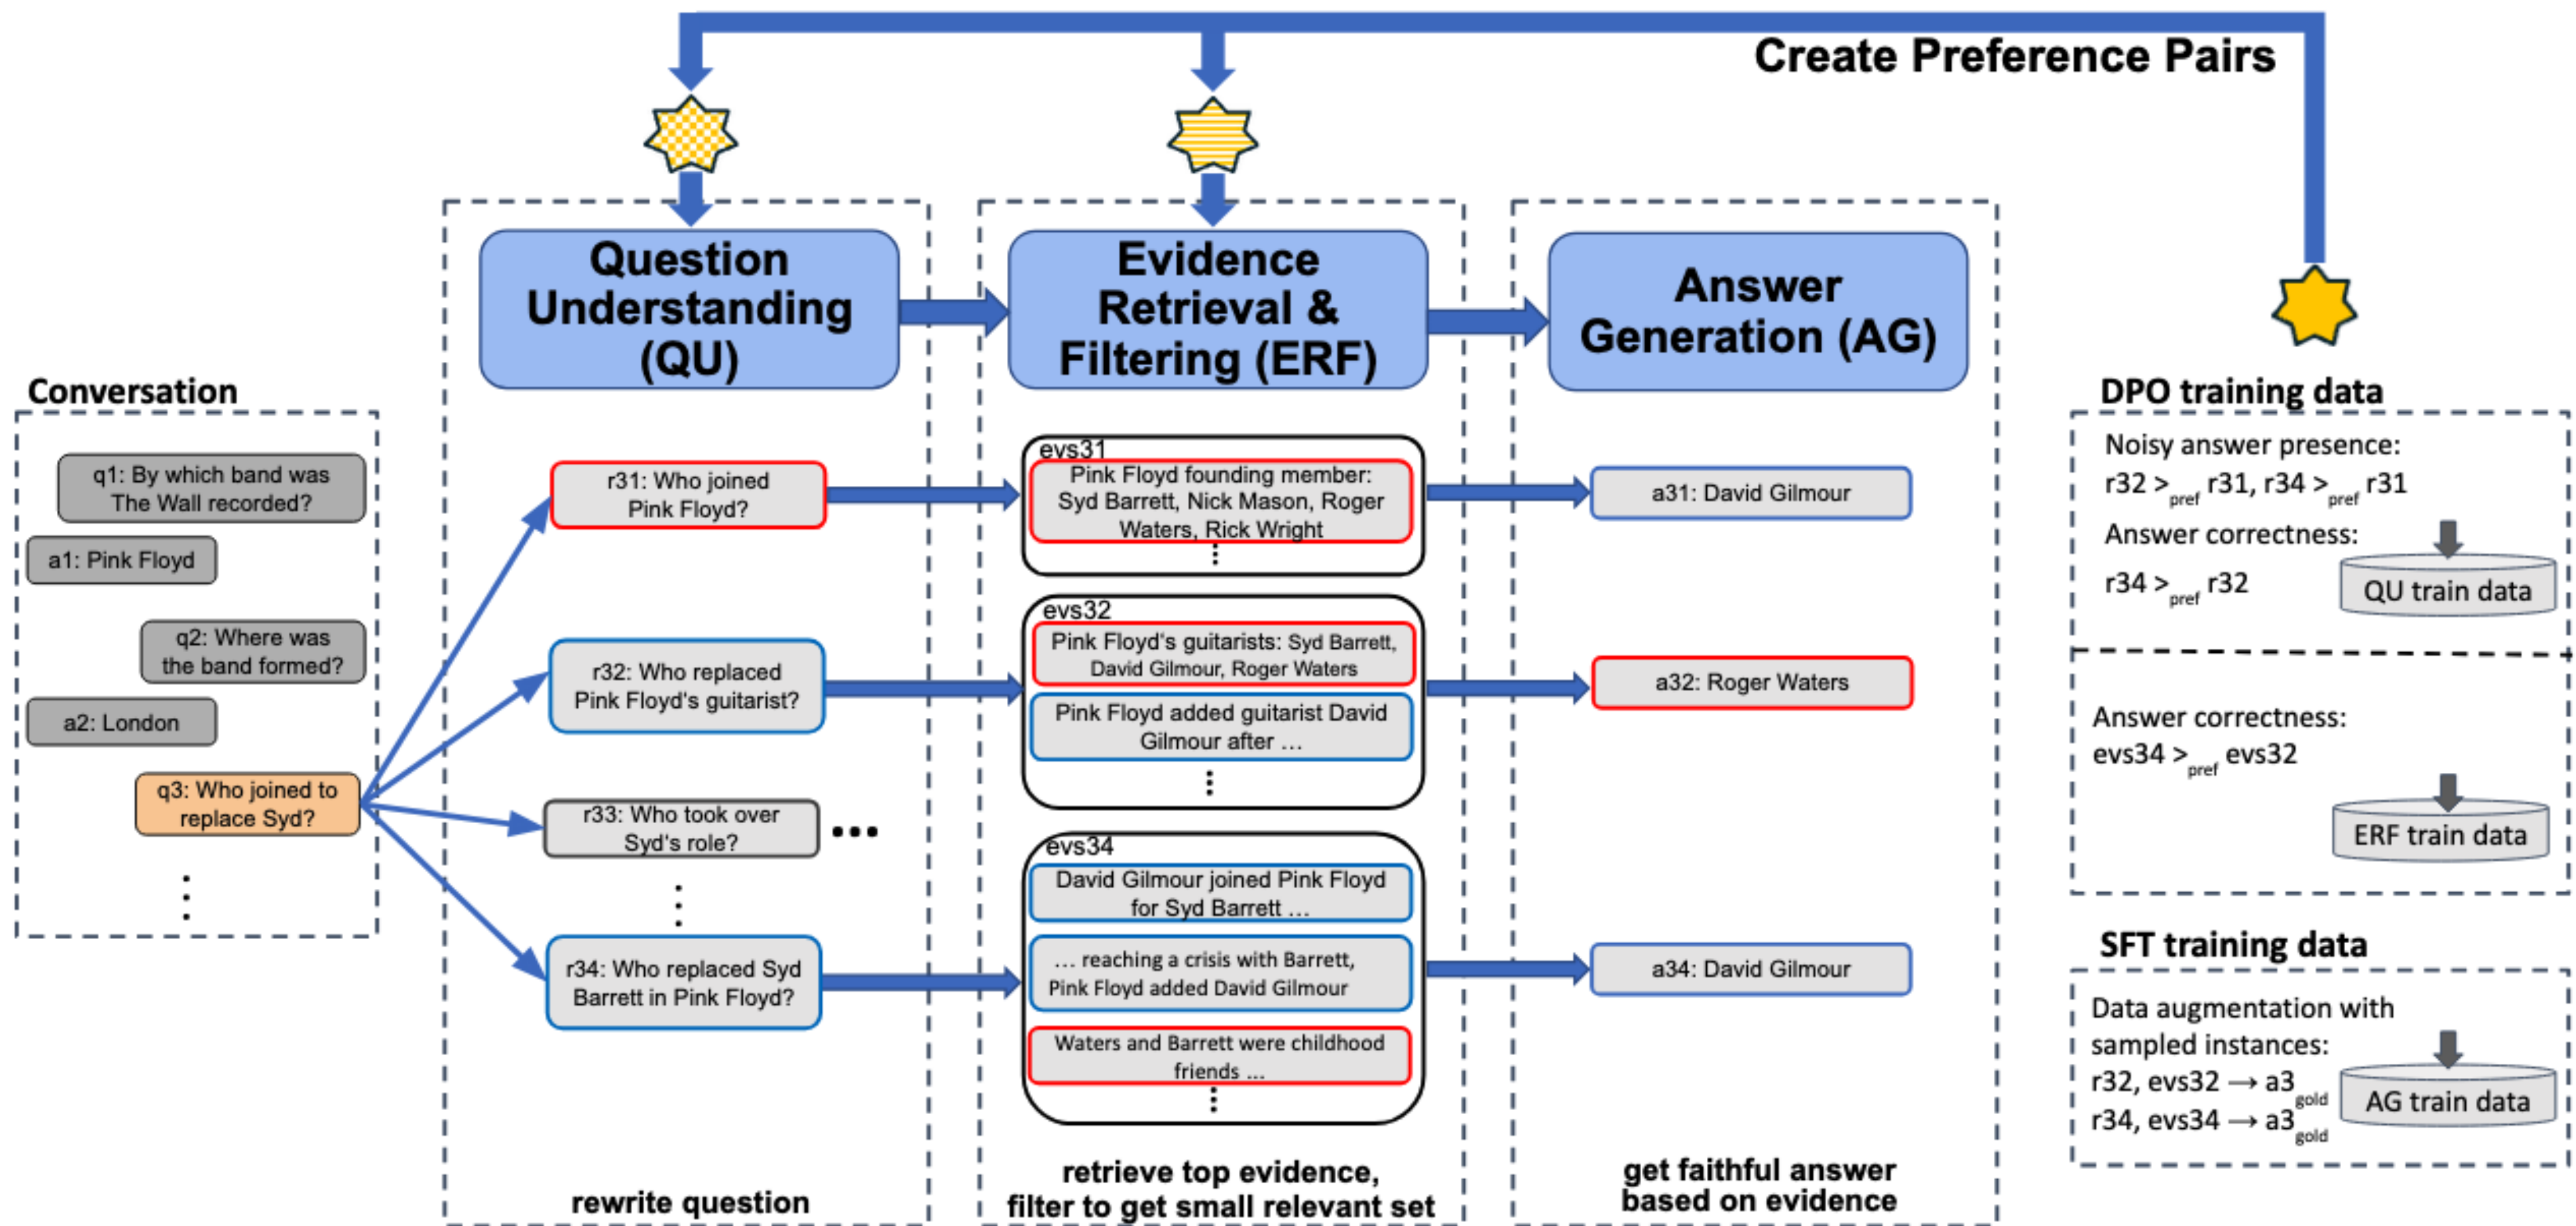 Create Preference Pairs
Question
Understanding
(QU)
Evidence
Retrieval &
Filtering (ERF)
Answer
Generation (AG)
Conversation
q1: By which band was
The Wall recorded?
a1: Pink Floyd
q2: Where was
the band formed?
a2: London
q3: Who joined to
replace Syd?
r31: Who joined
Pink Floyd?
r32: Who replaced
Pink Floyd's guitarist?
r33: Who took over
Syd's role?
r34: Who replaced Syd
Barrett in Pink Floyd?
rewrite question
evs31
Pink Floyd founding member:
Syd Barrett, Nick Mason, Roger
Waters, Rick Wright
evs32
Pink Floyd's guitarists: Syd Barrett,
David Gilmour, Roger Waters
Pink Floyd added guitarist David
Gilmour after ...
evs34
David Gilmour joined Pink Floyd
for Syd Barrett ...
... reaching a crisis with Barrett,
Pink Floyd added David Gilmour
Waters and Barrett were childhood
friends ...
retrieve top evidence,
filter to get small relevant set
a31: David Gilmour
a32: Roger Waters
a34: David Gilmour
get faithful answer
based on evidence
DPO training data
Noisy answer presence:
r32 >pref r31, r34 >pref r31
Answer correctness:
r34 >pref r32
QU train data
Answer correctness:
evs34 >pref evs32
ERF train data
SFT training data
Data augmentation with
sampled instances:
r32, evs32 → a3gold
r34, evs34 → a3gold
AG train data